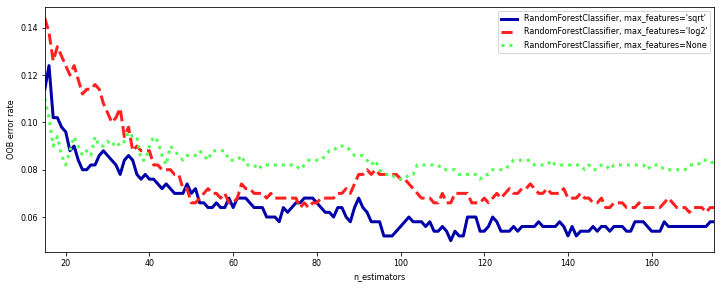 RandomForestClassifier, max_features='sqrt'
RandomForestClassifier, max_features='log2'
RandomForestClassifier, max_features=None
OOB error rate
0.14
0.12
0.10
0.08
0.06
20 40 60 80 100 120 140 160
n_estimators